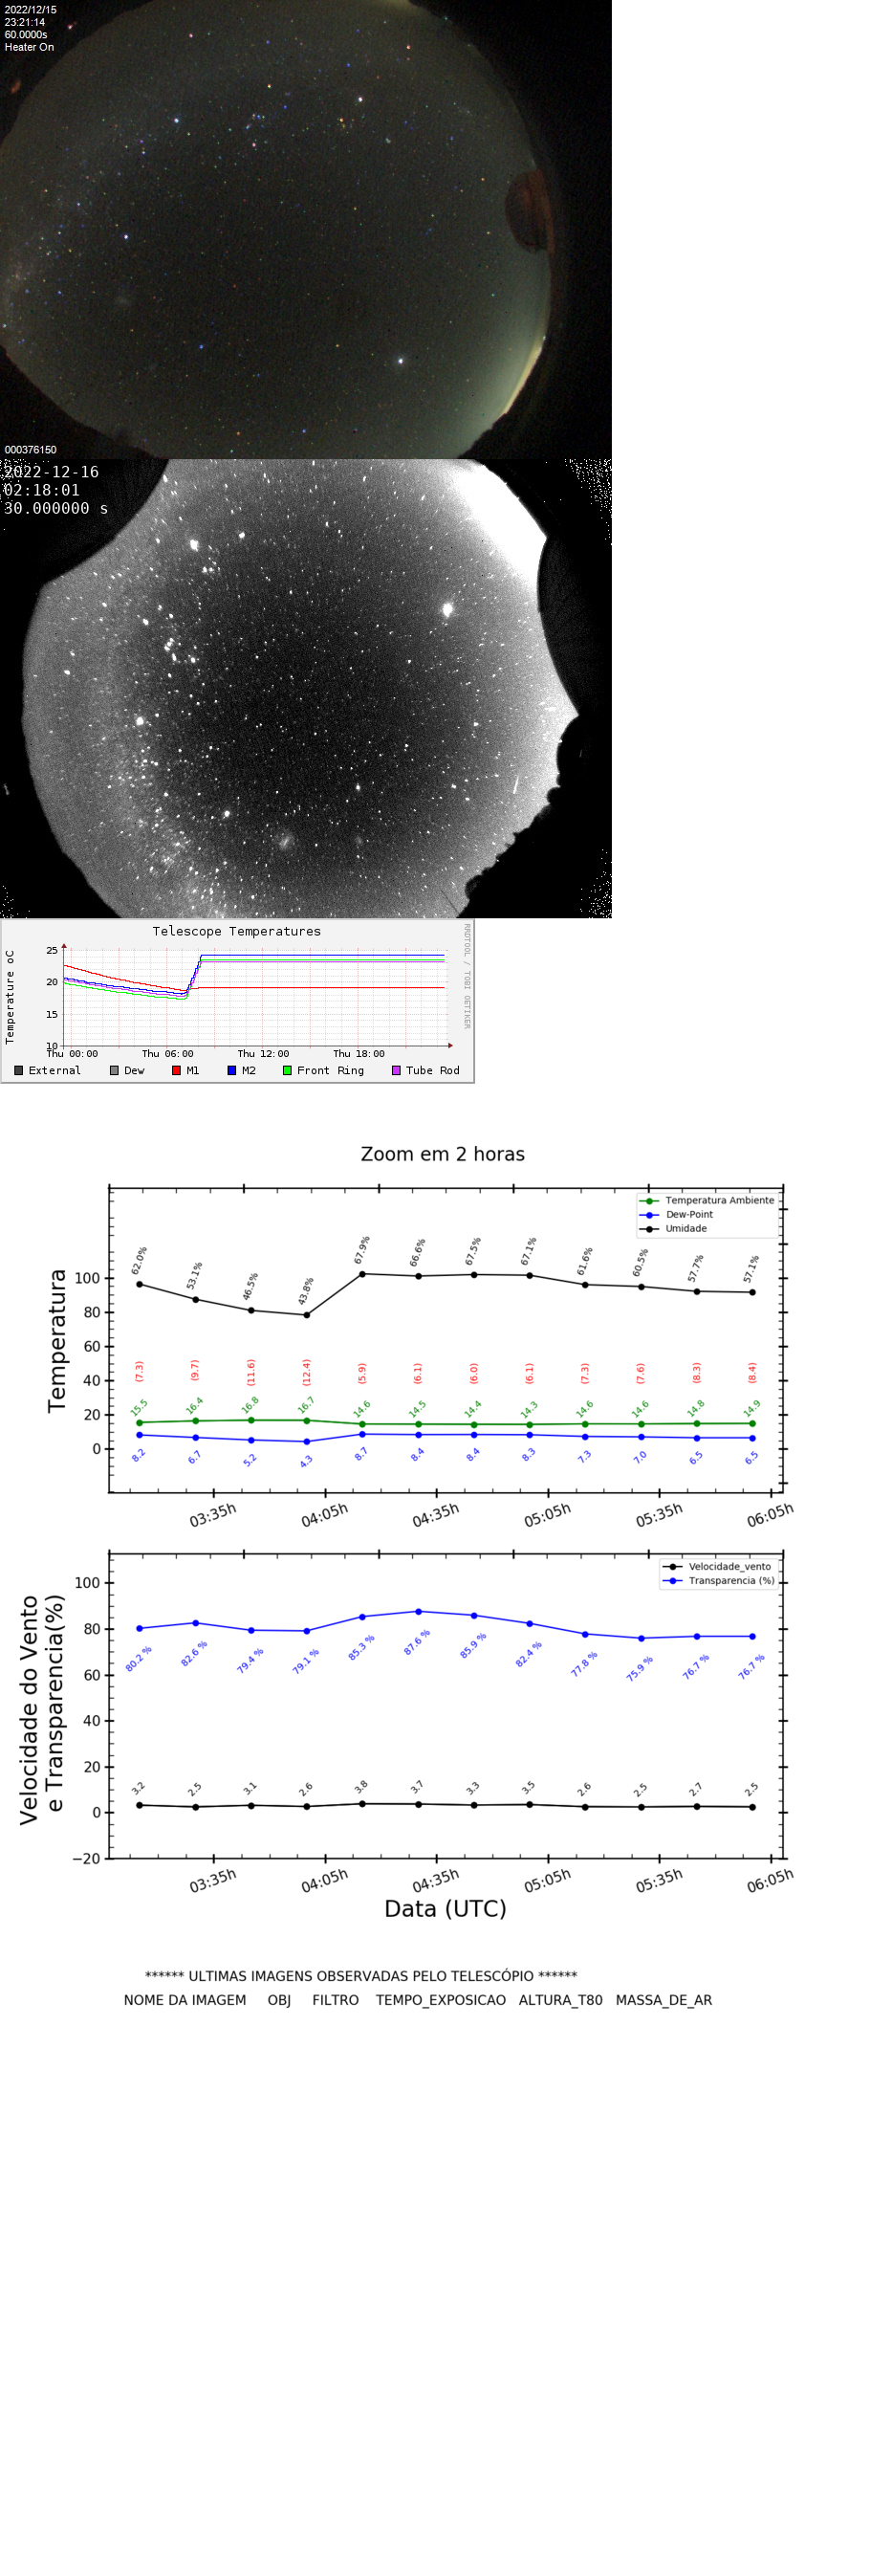 2022/12/15
23:21:14
60.0000s
Heater On
000376150
2022-12-16
02:18:01
30.000000 s
Telescope Temperatures
RRDTOOL / TOBI OETIKER
Temperature oC
25
20
15
10
Thu 00:00 Thu 06:00 Thu 12:00 Thu 18:00
External Dew M1 M2 Front Ring Tube Rod
Zoom em 2 horas
Temperatura Ambiente
Dew-Point
Umidade
Temperatura
100
80
60
40
20
0
62.0% 53.1% 46.5% 43.8% 67.9% 66.6% 67.5% 67.1% 61.6% 60.5% 57.7% 57.1%
(7.3) (9.7) (11.6) (12.4) (5.9) (6.1) (6.0) (6.1) (7.3) (7.6) (8.3) (8.4)
15.5 16.4 16.8 16.7 14.6 14.5 14.4 14.3 14.6 14.6 14.8 14.9
8.2 6.7 5.2 4.3 8.7 8.4 8.4 8.3 7.3 7.0 6.5 6.5
03:35h 04:05h 04:35h 05:05h 05:35h 06:05h
Velocidade_vento
Transparencia (%)
Velocidade do Vento
e Transparencia(%)
100
80
60
40
20
0
−20
80.2 % 82.6 % 79.4 % 79.1 % 85.3 % 87.6 % 85.9 % 82.4 % 77.8 % 75.9 % 76.7 % 76.7 %
3.2 2.5 3.1 2.6 3.8 3.7 3.3 3.5 2.6 2.5 2.7 2.5
03:35h 04:05h 04:35h 05:05h 05:35h 06:05h
Data (UTC)
****** ULTIMAS IMAGENS OBSERVADAS PELO TELESCÓPIO ******
NOME DA IMAGEM OBJ FILTRO TEMPO_EXPOSICAO ALTURA_T80 MASSA_DE_AR